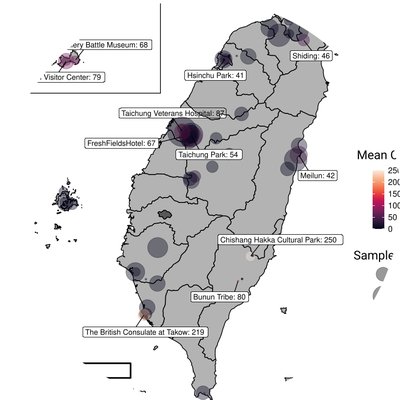 ery Battle Museum: 68
Visitor Center: 79
Shiding: 46
Hsinchu Park: 41
Taichung Veterans Hospital: 87
FreshFieldsHotel: 67
Taichung Park: 54
Meilun: 42
Mean C
250
200
150
100
50
0
Chishang Hakka Cultural Park: 250
Sample
Bunun Tribe: 80
The British Consulate at Takow: 219